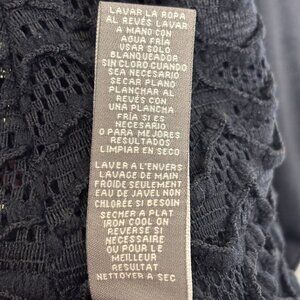 LAVAR LA ROPA
AL REVÉS LAVAR
A MANO CON
AGUA FRÍA
USAR SOLO
BLANQUEADOR
SIN CLORO CUANDO
SEA NECESARIO
SECAR PLANO
PLANCHAR AL
REVÉS CON
UNA PLANCHA
FRÍA SI ES
NECESARIO
O PARA MEJORES
RESULTADOS
LIMPIAR EN SECO
LAVER A L'ENVERS
LAVAGE DE MAIN
FROIDE SEULEMENT
EAU DE JAVEL NON
CHLORÉE SI BESOIN
SECHER A PLAT
IRON COOL ON
REVERSE SI
NECESSAIRE
OU POUR LE
MEILLEUR
RESULTAT
NETTOYER A SEC